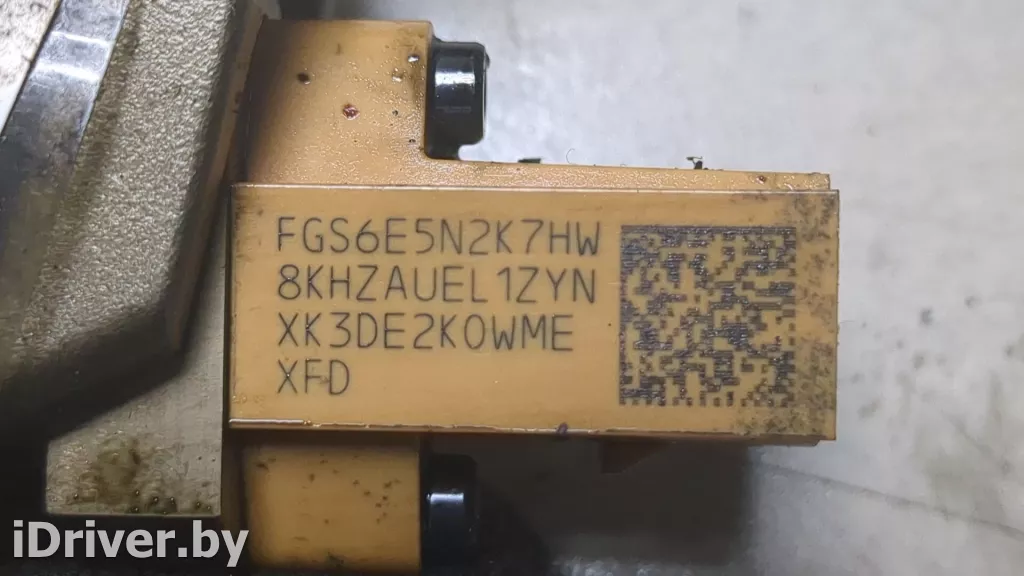 FGS6E5N2K7HW
8KHZAUEL1ZYN
XK3DE2K0WME
XFD
iDriver.by